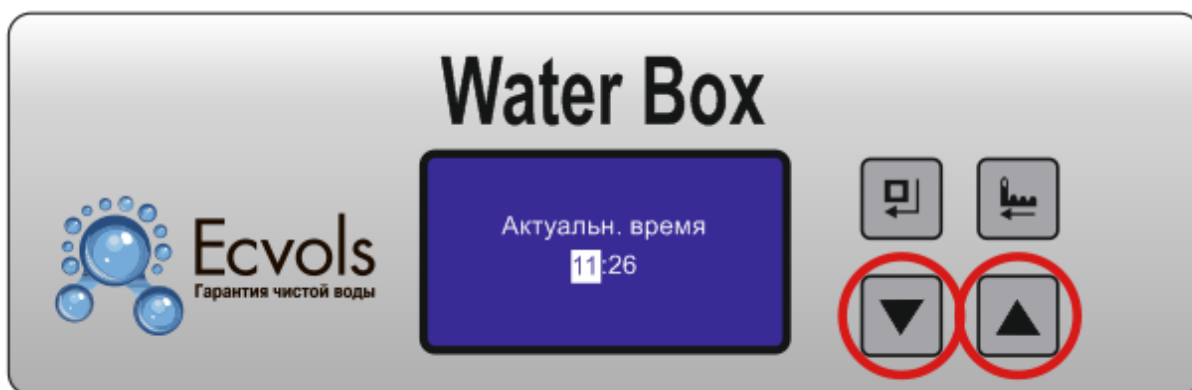 Water Box
Ecvols
Гарантия чистой воды
Актуальн. время
11:26